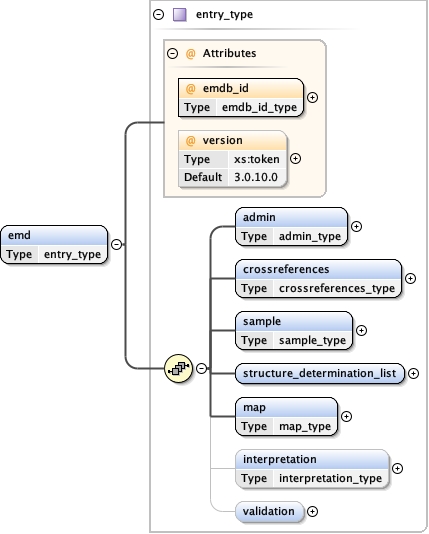 entry_type
@ Attributes
@ emdb_id
Type emdb_id_type
@ version
Type xs:token
Default 3.0.10.0
emd
Type entry_type
admin
Type admin_type
crossreferences
Type crossreferences_type
sample
Type sample_type
structure_determination_list
map
Type map_type
interpretation
Type interpretation_type
validation